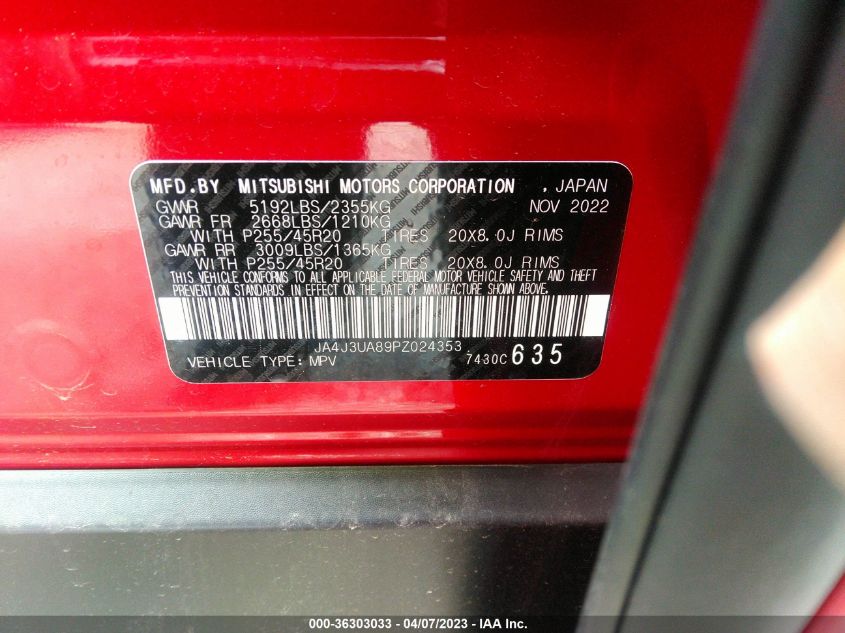 MFD.BY MITSUBISHI MOTORS CORPORATION . JAPAN
GVWR 5192LBS/2355KG NOV 2022
GAWR FR 2668LBS/1210KG
WITH P255/45R20 TIRES 20X8.0J RIMS
GAWR RR 3009LBS/1365KG
WITH P255/45R20 TIRES 20X8.0J RIMS
THIS VEHICLE CONFORMS TO ALL APPLICABLE FEDERAL MOTOR VEHICLE SAFETY AND THEFT
PREVENTION STANDARDS IN EFFECT ON THE DATE OF MANUFACTURE SHOWN ABOVE.
JA4J3UA89PZ024353
VEHICLE TYPE: MPV 7430C 635
000-36303033 - 04/07/2023 - IAA Inc.